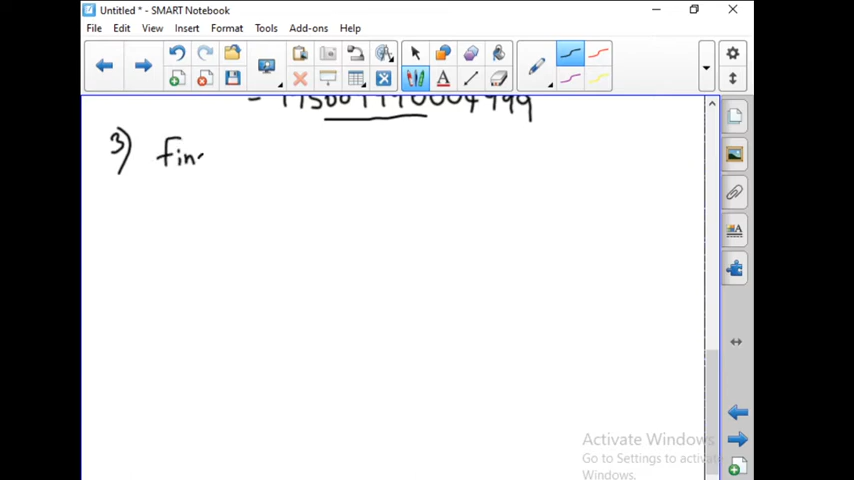 Untitled * - SMART Notebook
File Edit View Insert Format Tools Add-ons Help
3) fin
Activate Windows
Go to Settings to activate
Windows.